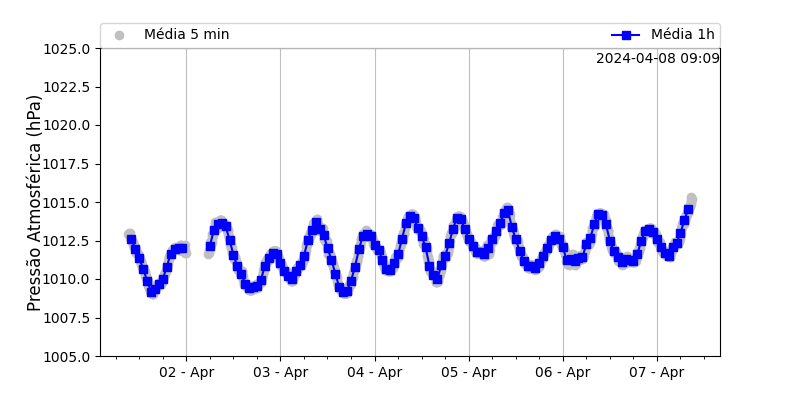 Média 5 min
Média 1h
2024-04-08 09:09
Pressão Atmosférica (hPa)
1025.0
1022.5
1020.0
1017.5
1015.0
1012.5
1010.0
1007.5
1005.0
02 - Apr
03 - Apr
04 - Apr
05 - Apr
06 - Apr
07 - Apr